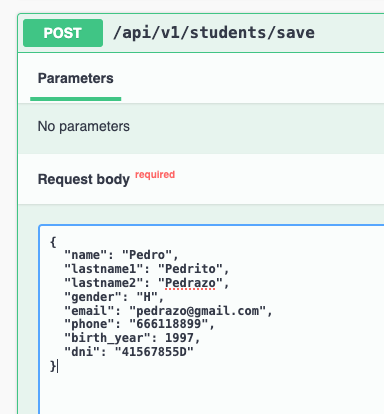 POST /api/v1/students/save
Parameters
No parameters
Request body required
{
"name": "Pedro",
"lastname1": "Pedrito",
"lastname2": "Pedrazo",
"gender": "H",
"email": "pedrazo@gmail.com",
"phone": "666118899",
"birth_year": 1997,
"dni": "41567855D"
}